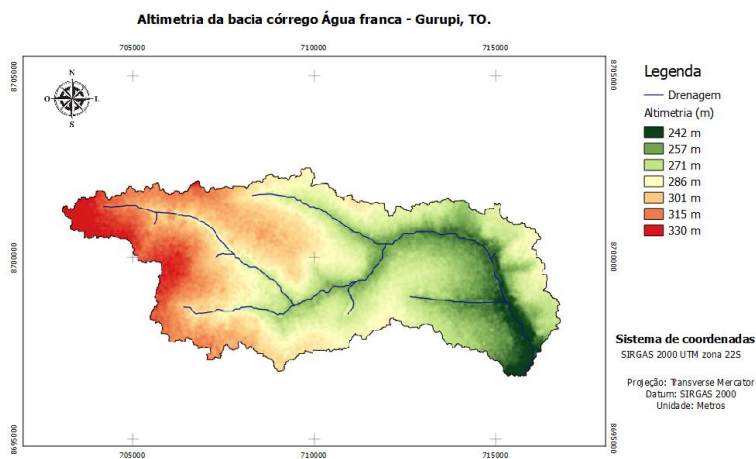 Altimetria da bacia córrego Água franca - Gurupi, TO.
705000
710000
715000
8705000
8705000
N
O
L
S
Legenda
Drenagem
Altimetria (m)
242 m
257 m
271 m
286 m
301 m
315 m
330 m
8700000
8700000
Sistema de coordenadas
SIRGAS 2000 UTM zona 22S
Projeção: Transverse Mercator
Datum: SIRGAS 2000
Unidade: Metros
8695000
8695000
705000
710000
715000